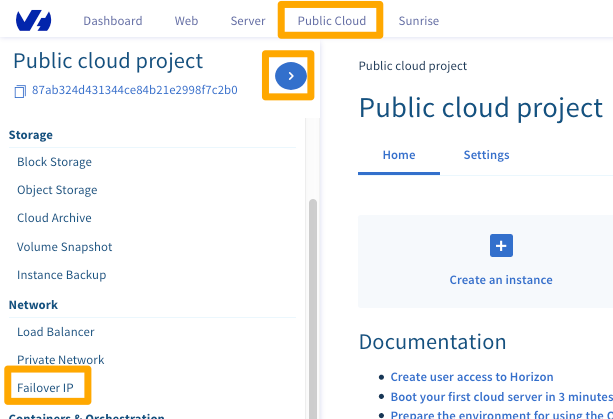 Dashboard Web Server Public Cloud Sunrise
Public cloud project
87ab324d431344ce84b21e2998f7c2b0
Storage
Block Storage
Object Storage
Cloud Archive
Volume Snapshot
Instance Backup
Network
Load Balancer
Private Network
Failover IP
Containers & Orchestration
Public cloud project
Public cloud project
Home Settings
Create an instance
Documentation
Create user access to Horizon
Boot your first cloud server in 3 minutes
Prepare the environment for using the O